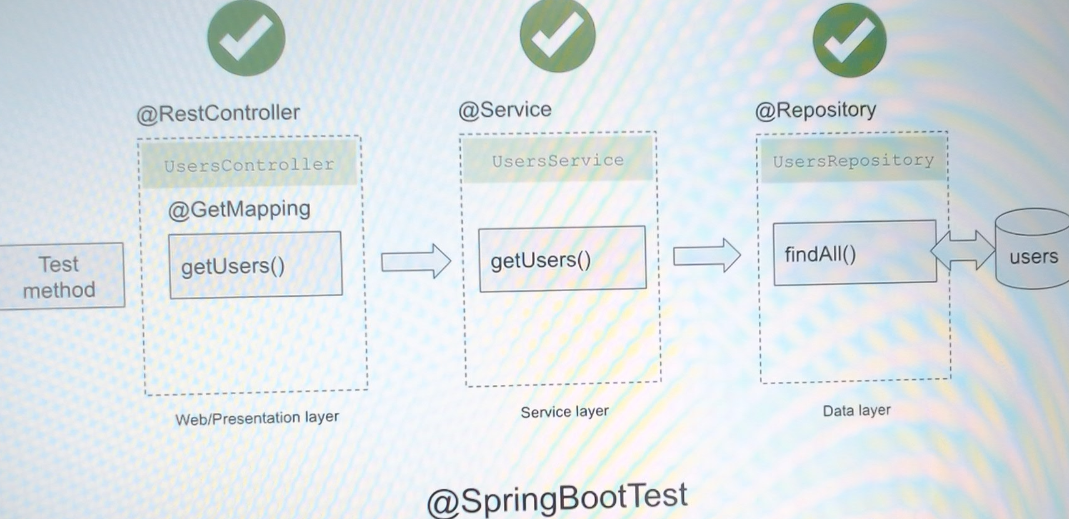 @RestController
@Service
@Repository
UsersController
UsersService
UsersRepository
@GetMapping
Test
method
getUsers()
getUsers()
findAll()
users
Web/Presentation layer
Service layer
Data layer
@SpringBootTest